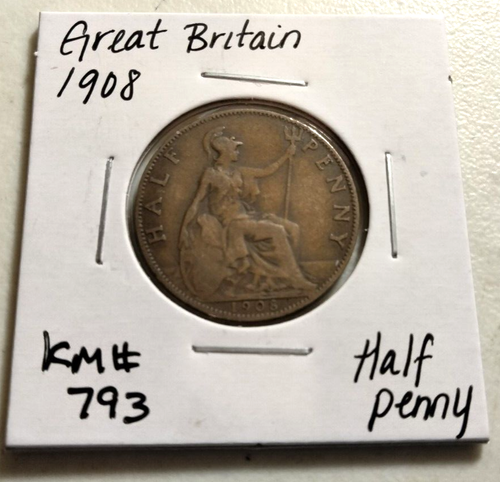 Great Britain
1908
HALF PENNY
1908
KM#
793
Half
penny